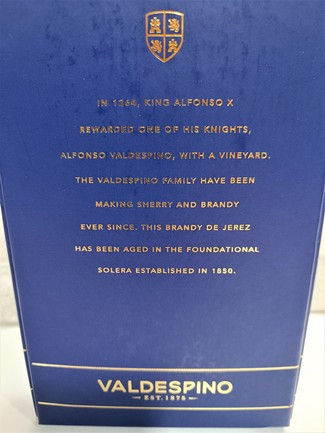 IN 1264, KING ALFONSO X
REWARDED ONE OF HIS KNIGHTS,
ALFONSO VALDESPINO, WITH A VINEYARD.
THE VALDESPINO FAMILY HAVE BEEN
MAKING SHERRY AND BRANDY
EVER SINCE. THIS BRANDY DE JEREZ
HAS BEEN AGED IN THE FOUNDATIONAL
SOLERA ESTABLISHED IN 1850.
VALDESPINO
EST. 1875